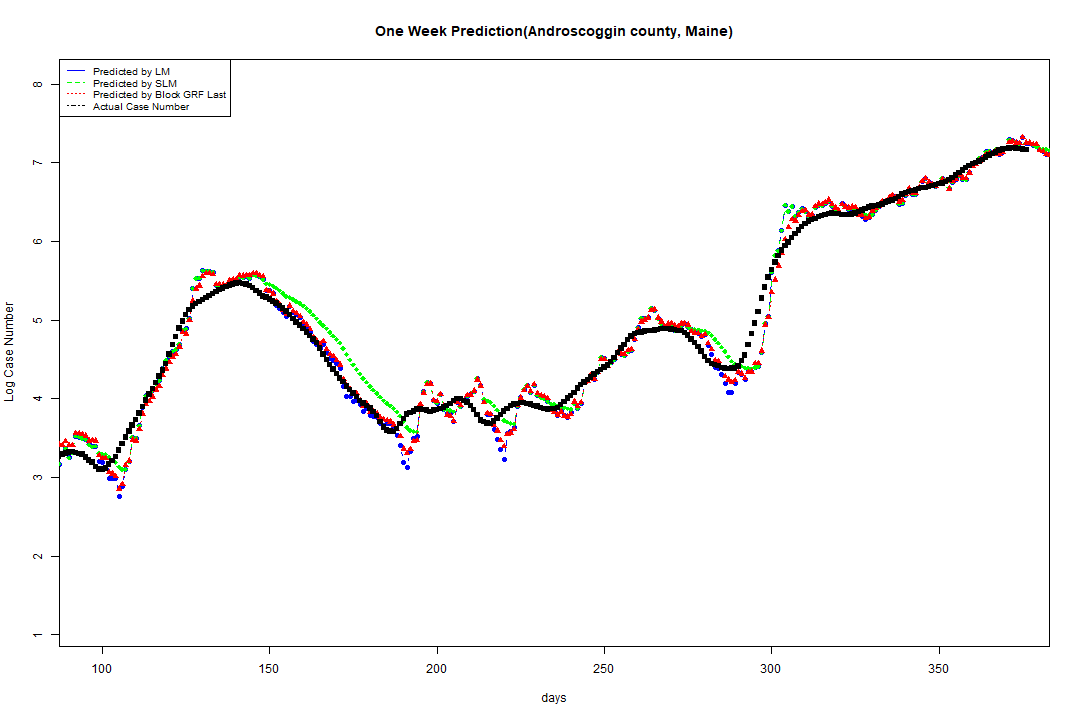 One Week Prediction(Androscoggin county, Maine)
Predicted by LM
Predicted by SLM
Predicted by Block GRF Last
Actual Case Number
8
7
6
5
4
3
2
1
Log Case Number
100 150 200 250 300 350
days